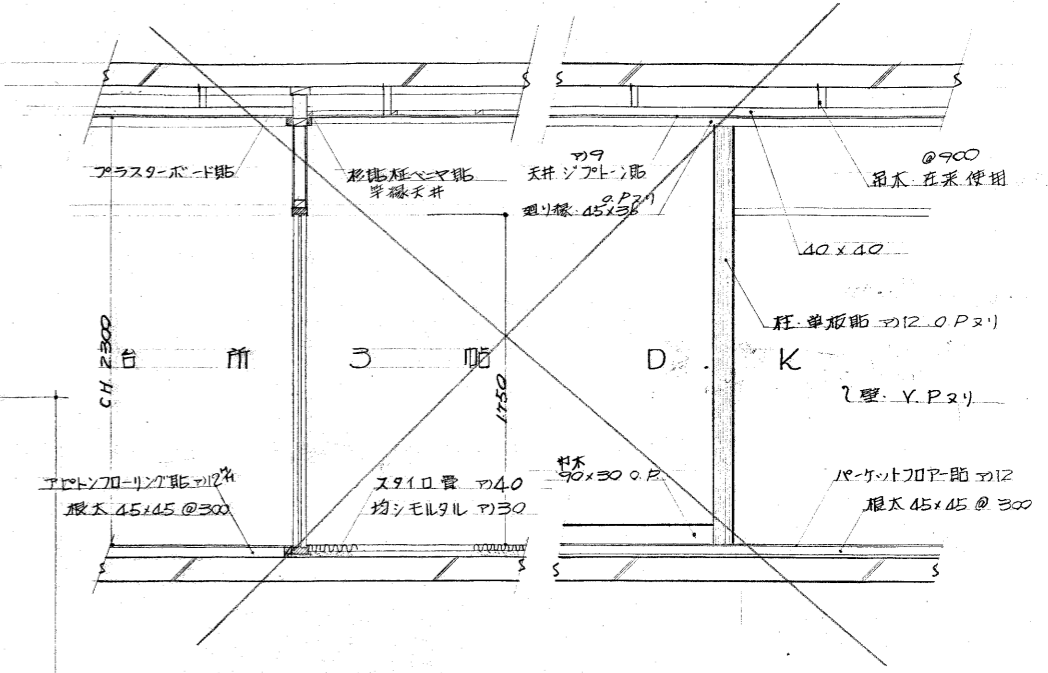 プラスターボード貼
杉柾ベニヤ貼
竿縁天井
ア)9
天井 ジプトーン貼
O.Pヌリ
廻り縁 45×36
@900
吊木 在来使用
40×40
柱・単板貼 ア)12 O.Pヌリ
CH 2300
台所
3帖
1750
D.K
壁 V.Pヌリ
アピトンフローリング貼 ア)12
根太 45×45 @300
スタイロ畳 ア)40
均シモルタル ア)30
巾木
90×30 O.P
パーケットフロアー貼 ア)12
根太 45×45 @ 300